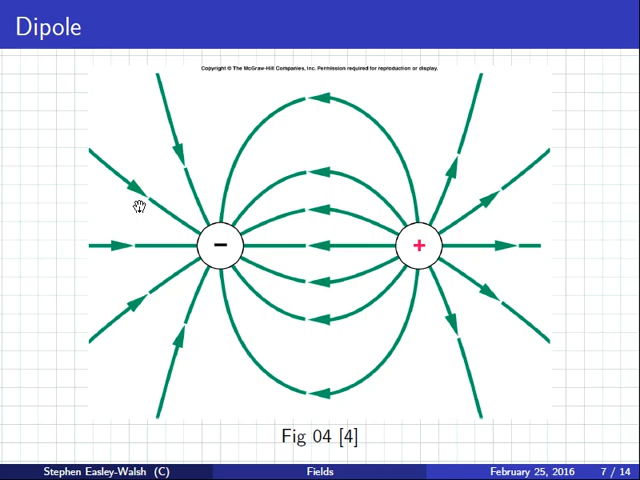 Dipole
Copyright © The McGraw-Hill Companies, Inc. Permission required for reproduction or display.
− +
Fig 04 [4]
Stephen Easley-Walsh (C) Fields February 25, 2016 7 / 14